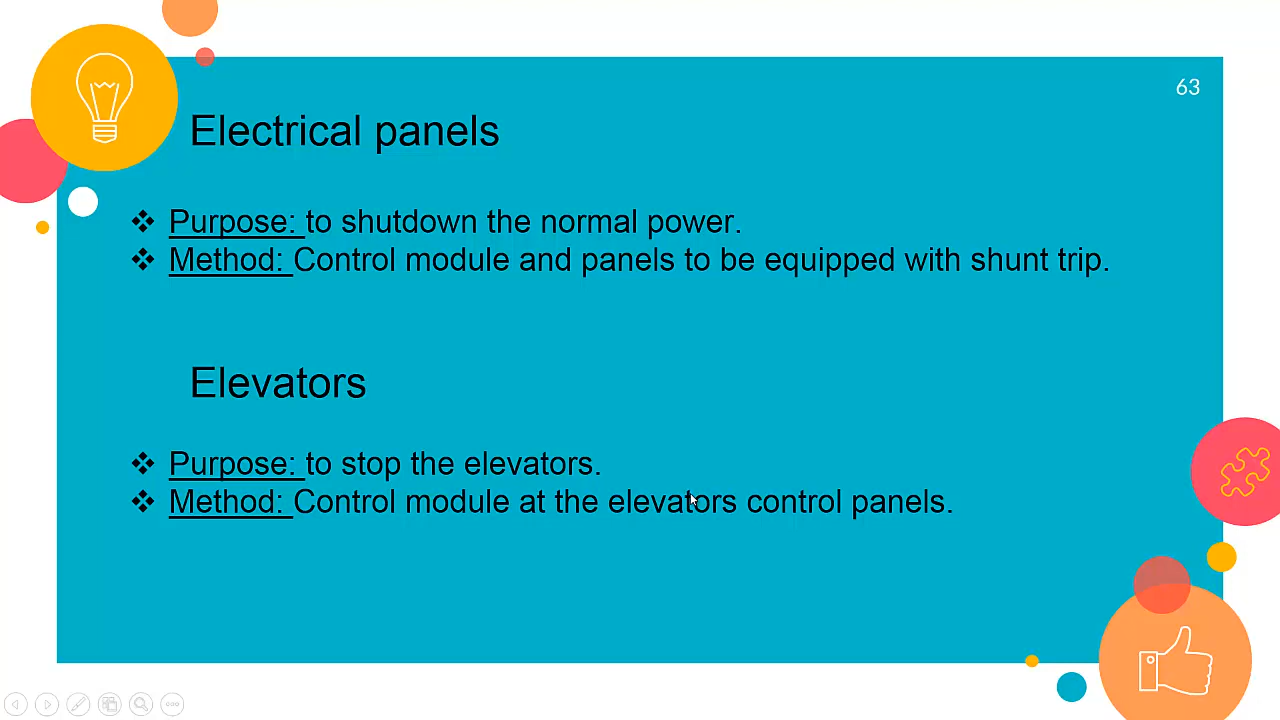 63
Electrical panels
❖ Purpose: to shutdown the normal power.
❖ Method: Control module and panels to be equipped with shunt trip.
Elevators
❖ Purpose: to stop the elevators.
❖ Method: Control module at the elevators control panels.